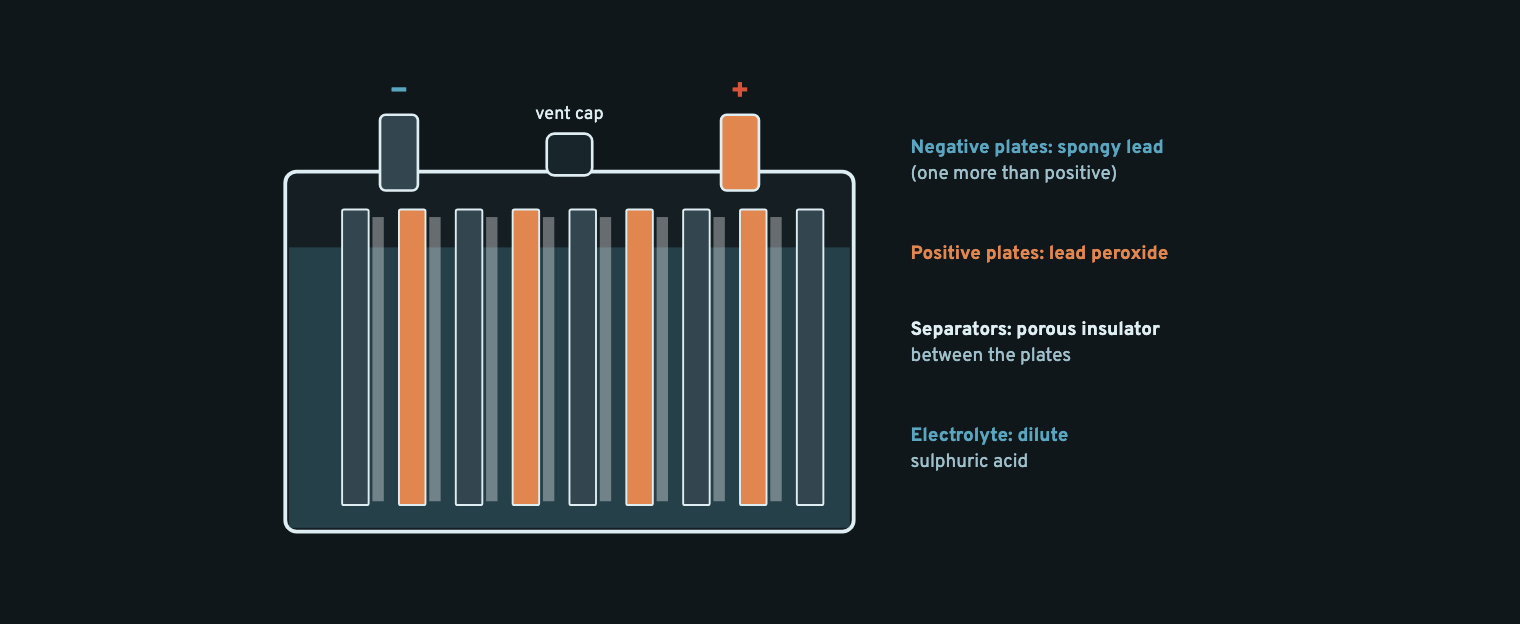 −
+
vent cap
Negative plates: spongy lead
(one more than positive)
Positive plates: lead peroxide
Separators: porous insulator
between the plates
Electrolyte: dilute
sulphuric acid